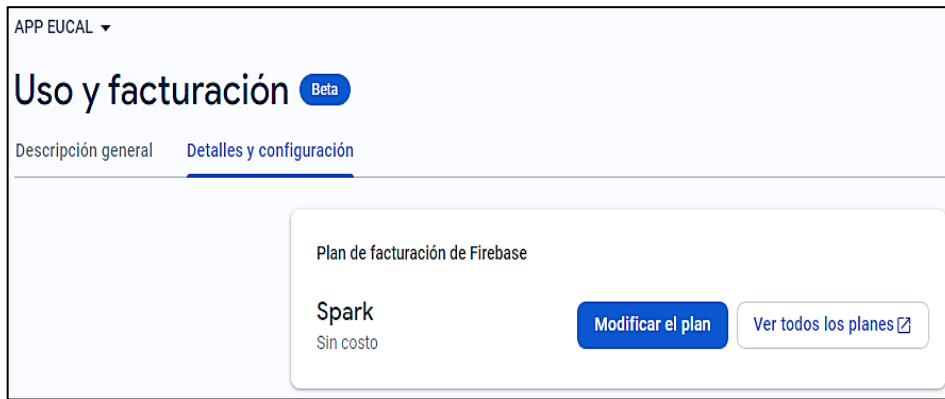 APP EUCAL
Uso y facturación Beta
Descripción general Detalles y configuración
Plan de facturación de Firebase
Spark
Sin costo
Modificar el plan Ver todos los planes